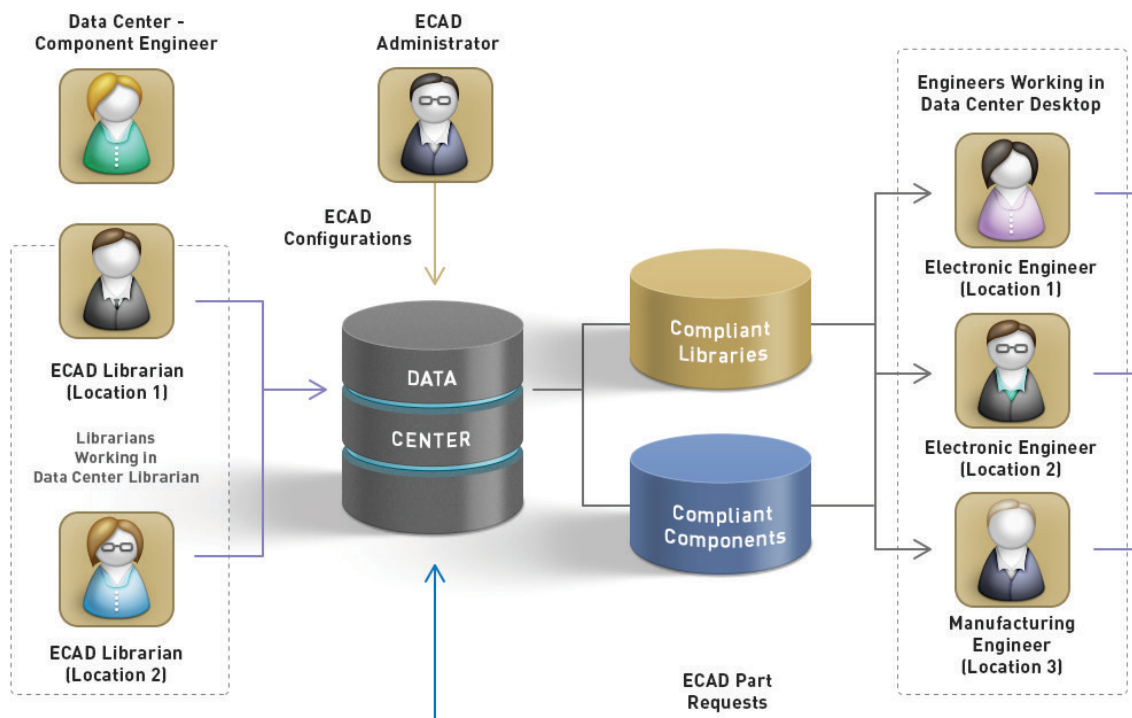 Data Center -
Component Engineer
ECAD
Administrator
Engineers Working in
Data Center Desktop
ECAD
Configurations
ECAD Librarian
(Location 1)
Librarians
Working in
Data Center Librarian
ECAD Librarian
(Location 2)
DATA
CENTER
Compliant
Libraries
Compliant
Components
Electronic Engineer
(Location 1)
Electronic Engineer
(Location 2)
Manufacturing
Engineer
(Location 3)
ECAD Part
Requests